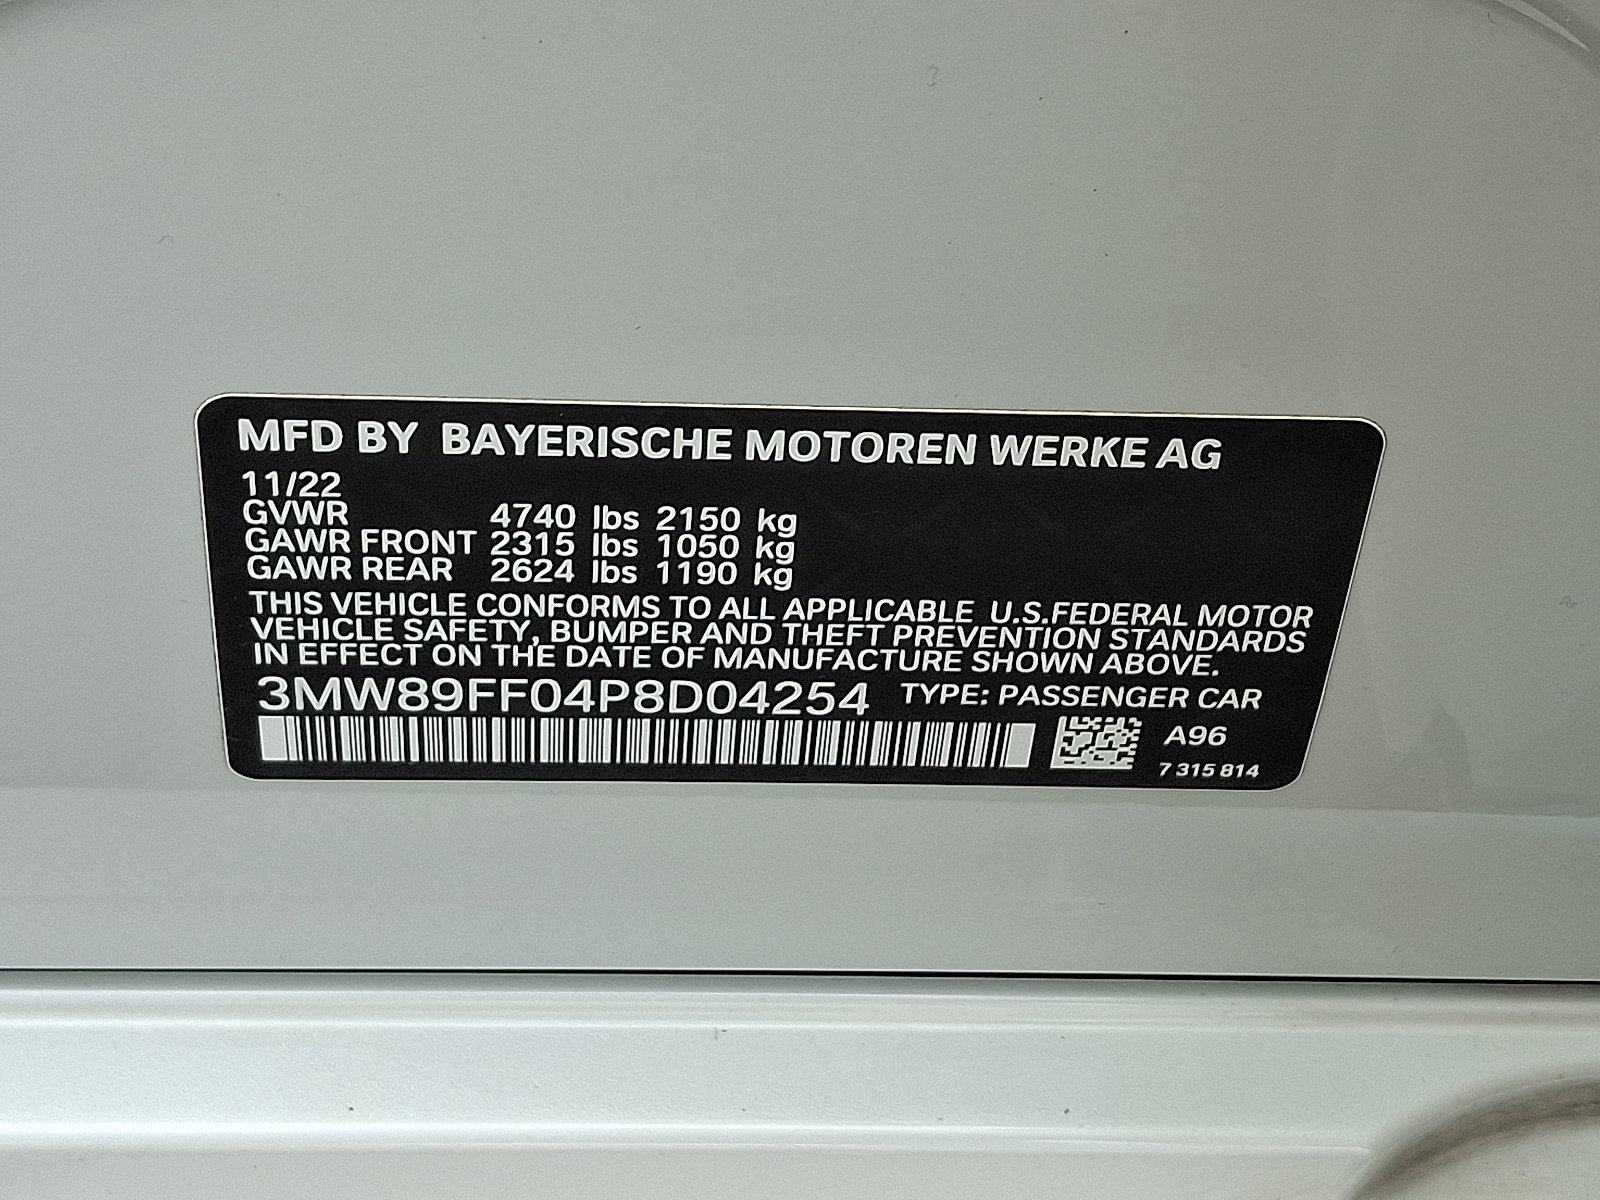 MFD BY BAYERISCHE MOTOREN WERKE AG
11/22
GVWR 4740 lbs 2150 kg
GAWR FRONT 2315 lbs 1050 kg
GAWR REAR 2624 lbs 1190 kg
THIS VEHICLE CONFORMS TO ALL APPLICABLE U.S.FEDERAL MOTOR
VEHICLE SAFETY, BUMPER AND THEFT PREVENTION STANDARDS
IN EFFECT ON THE DATE OF MANUFACTURE SHOWN ABOVE.
3MW89FF04P8D04254 TYPE: PASSENGER CAR
A96
7 315 814